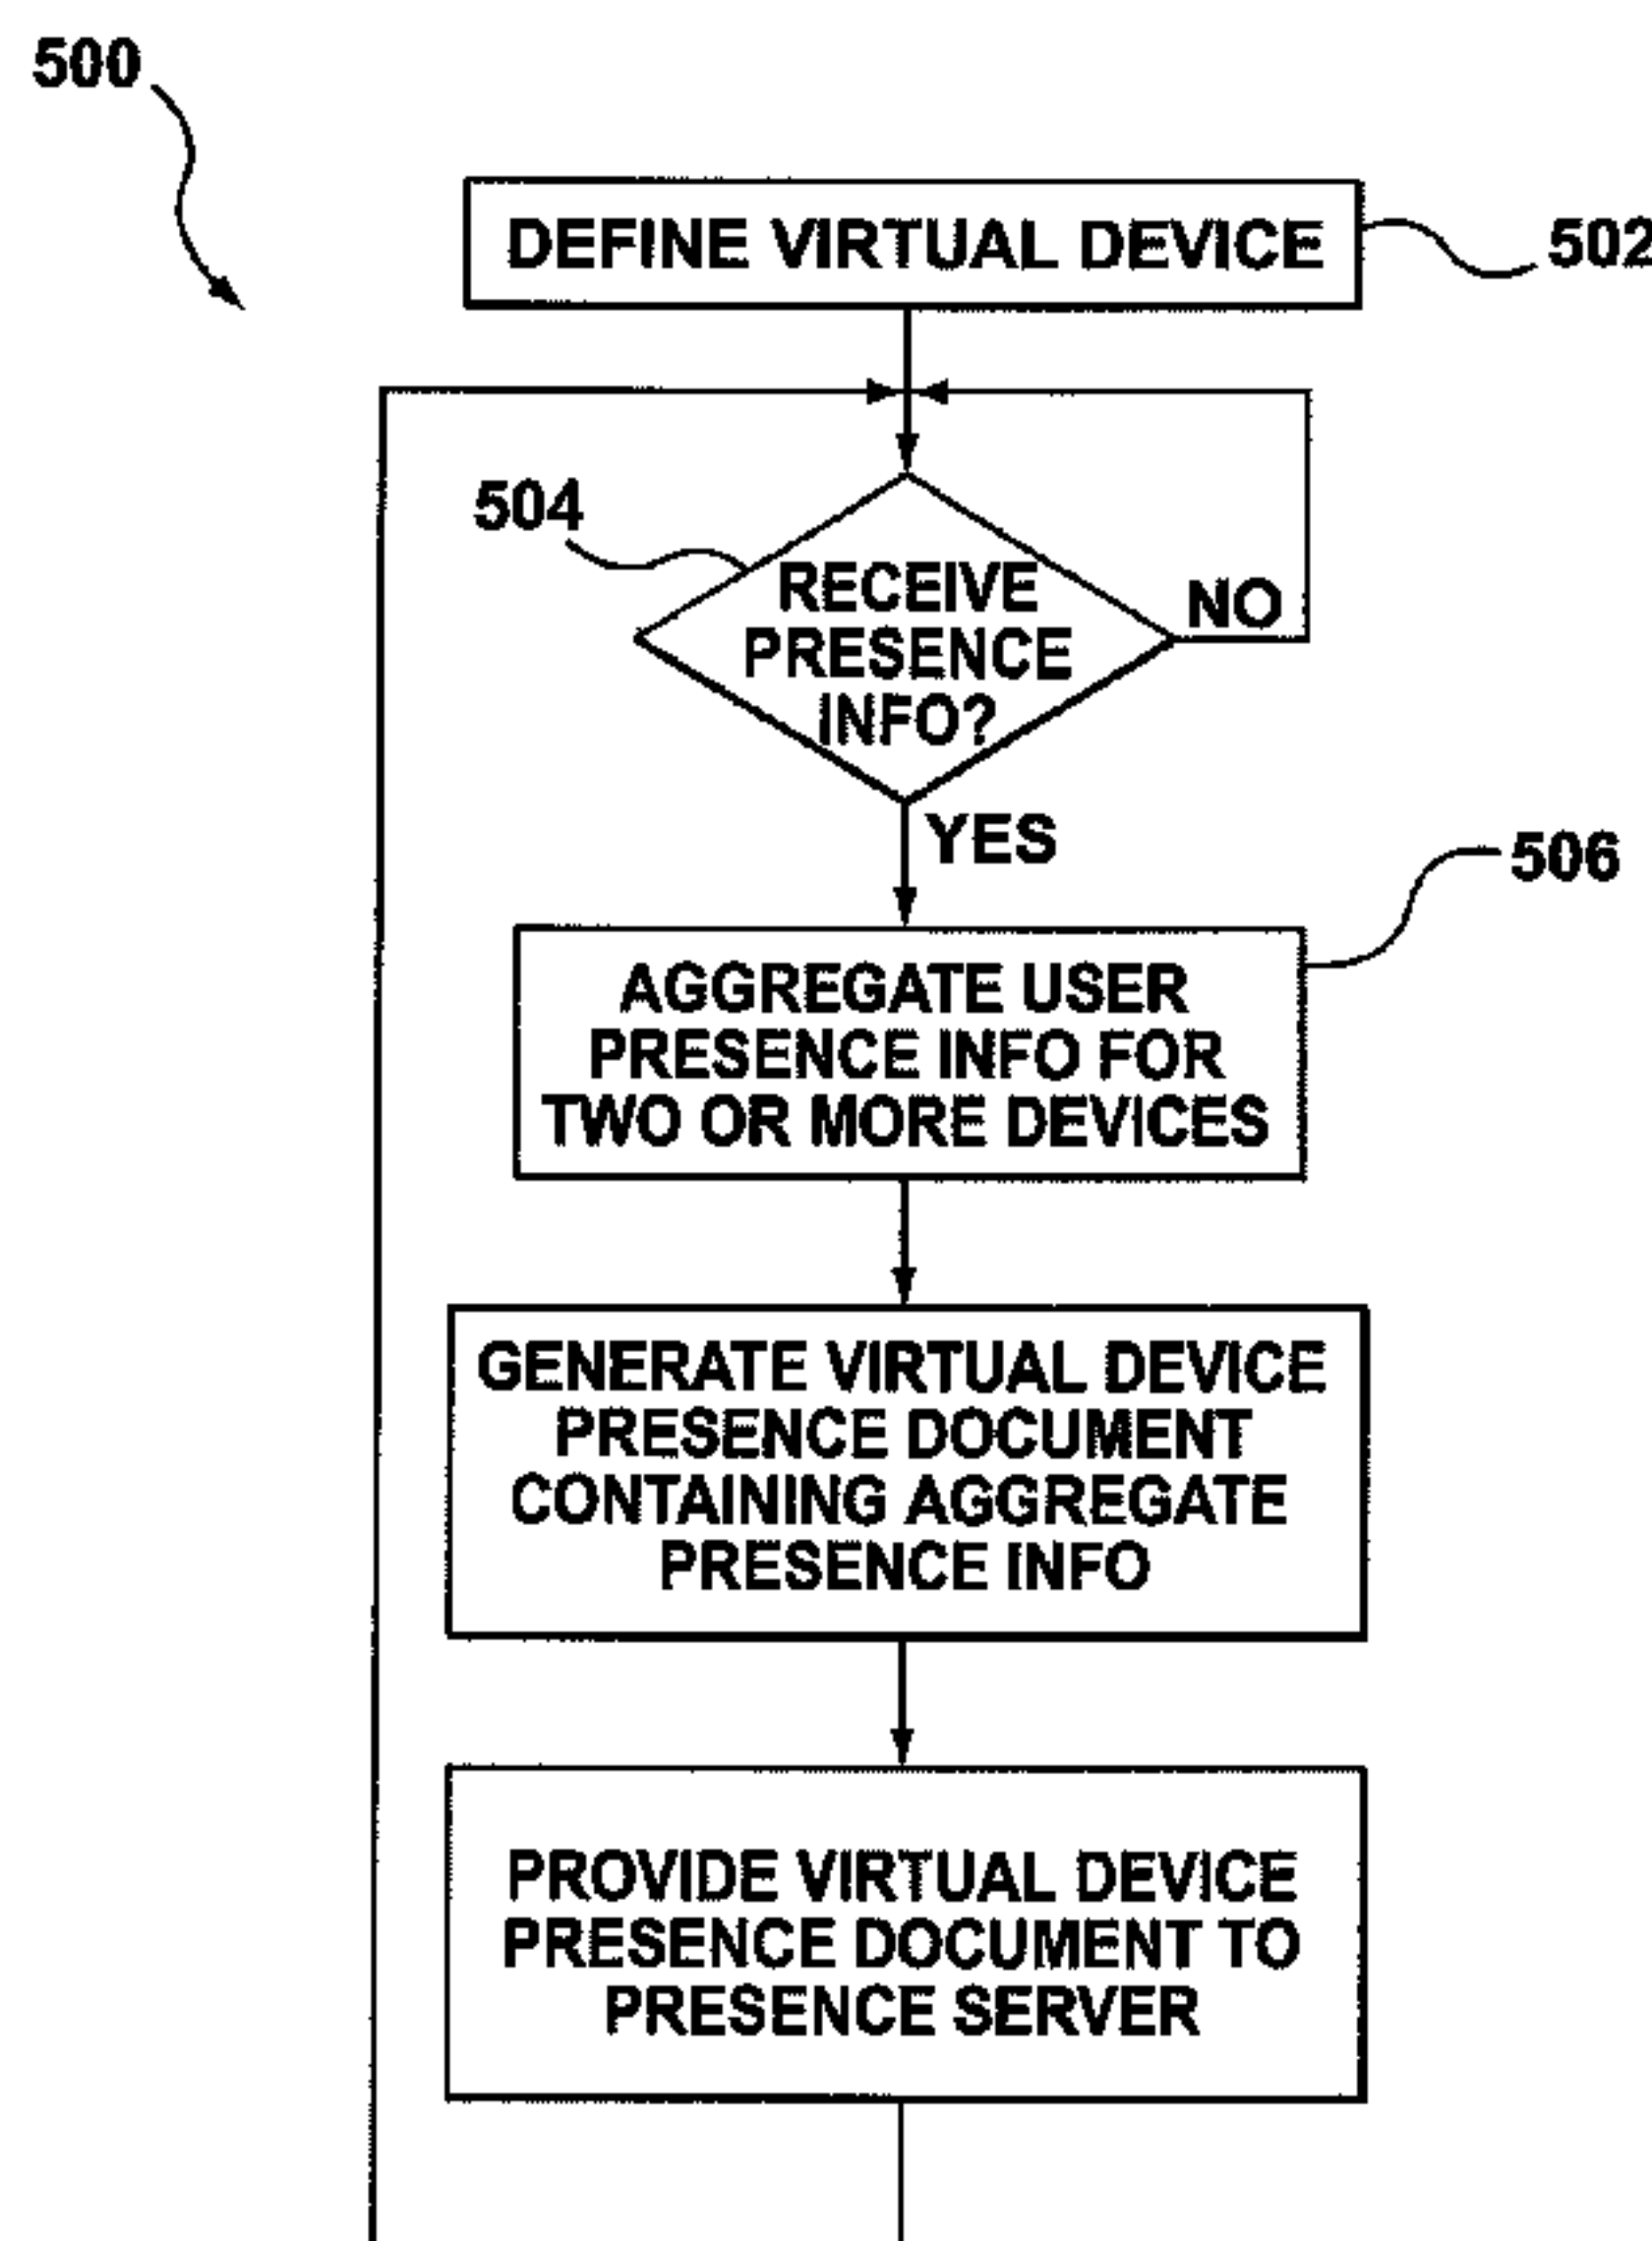 500
DEFINE VIRTUAL DEVICE
502
504
RECEIVE
PRESENCE
INFO?
NO
YES
506
AGGREGATE USER
PRESENCE INFO FOR
TWO OR MORE DEVICES
GENERATE VIRTUAL DEVICE
PRESENCE DOCUMENT
CONTAINING AGGREGATE
PRESENCE INFO
PROVIDE VIRTUAL DEVICE
PRESENCE DOCUMENT TO
PRESENCE SERVER